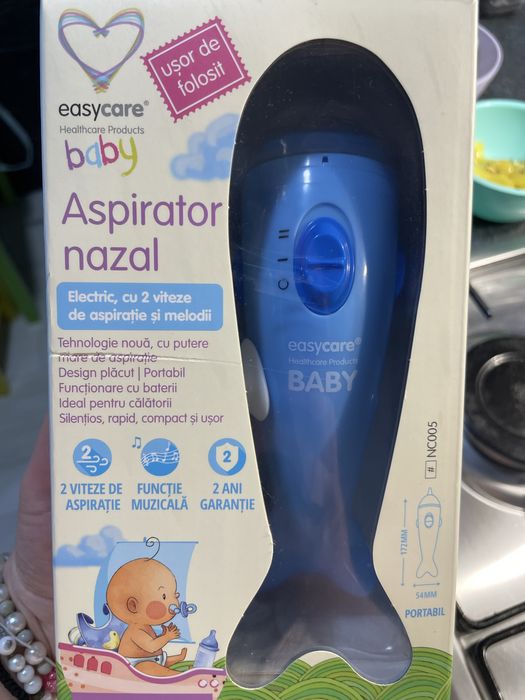 ușor de
folosit
easycare®
Healthcare Products
baby
Aspirator
nazal
Electric, cu 2 viteze
de aspirație și melodii
Tehnologie nouă, cu putere
mare de aspirație
Design plăcut | Portabil
Funcționare cu baterii
Ideal pentru călătorii
Silențios, rapid, compact și ușor
2
2 VITEZE DE
ASPIRAȚIE
FUNCȚIE
MUZICALĂ
2
2 ANI
GARANȚIE
I II
easycare®
Healthcare Products
BABY
# NC005
172MM
54MM
PORTABIL